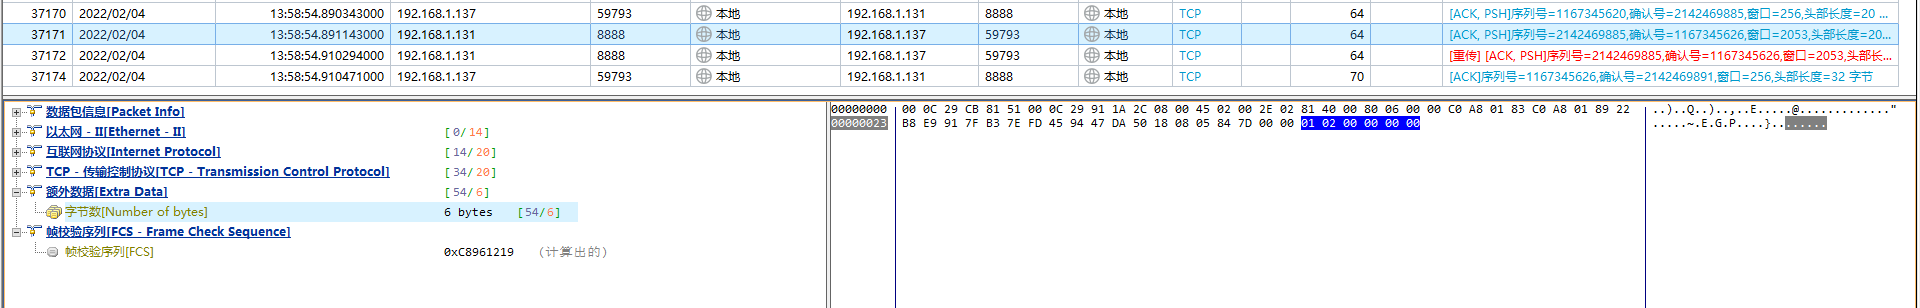 37170 2022/02/04 13:58:54.890343000 192.168.1.137 59793 本地 192.168.1.131 8888 本地 TCP 64 [ACK, PSH]序列号=1167345620,确认号=2142469885,窗口=256,头部长度=20 ...
37171 2022/02/04 13:58:54.891143000 192.168.1.131 8888 本地 192.168.1.137 59793 本地 TCP 64 [ACK, PSH]序列号=2142469885,确认号=1167345626,窗口=2053,头部长度=20...
37172 2022/02/04 13:58:54.910294000 192.168.1.131 8888 本地 192.168.1.137 59793 本地 TCP 64 [重传] [ACK, PSH]序列号=2142469885,确认号=1167345626,窗口=2053,头部长...
37174 2022/02/04 13:58:54.910471000 192.168.1.137 59793 本地 192.168.1.131 8888 本地 TCP 70 [ACK]序列号=1167345626,确认号=2142469891,窗口=256,头部长度=32 字节
数据包信息[Packet Info]
以太网 - II[Ethernet - II] [0/14]
互联网协议[Internet Protocol] [14/20]
TCP - 传输控制协议[TCP - Transmission Control Protocol] [34/20]
额外数据[Extra Data] [54/6]
字节数[Number of bytes] 6 bytes [54/6]
帧校验序列[FCS - Frame Check Sequence]
帧校验序列[FCS] 0xC8961219 (计算出的)
00000000 00 0C 29 CB 81 51 00 0C 29 91 1A 2C 08 00 45 02 00 2E 02 81 40 00 80 06 00 00 C0 A8 01 83 C0 A8 01 89 22 ..)..Q..)..,..E.....@............"
00000023 B8 E9 91 7F B3 7E FD 45 94 47 DA 50 18 08 05 84 7D 00 00 01 02 00 00 00 00 .....~.E.G.P....}........